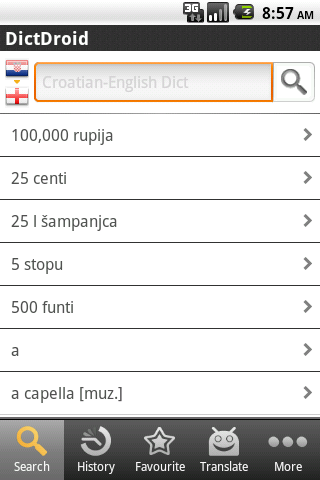 3G 8:57 AM
DictDroid
Croatian-English Dict
100,000 rupija
25 centi
25 l šampanjca
5 stopu
500 funti
a
a capella [muz.]
Search History Favourite Translate More